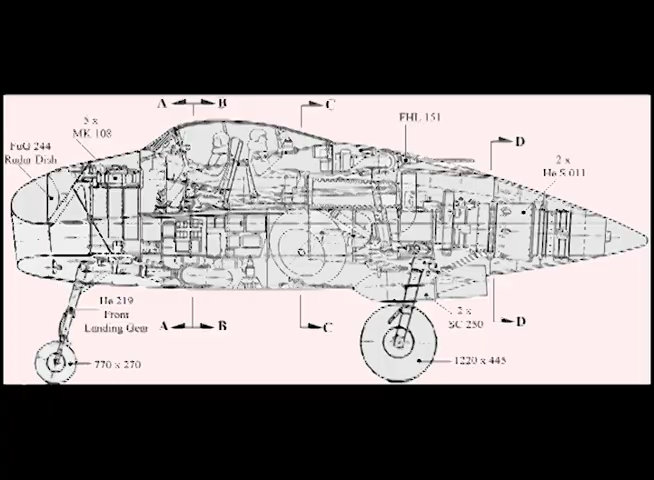 A B
C
5 x
MK 108
FHL 151
FuG 244
Radar Dish
D
2 x
He S 011
He 219
Front
Landing Gear
A B
C
2 x
SC 250
D
770 x 270
1220 x 445